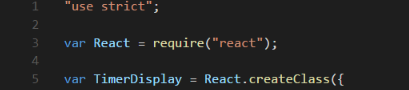 1 "use strict";
2
3 var React = require("react");
4
5 var TimerDisplay = React.createClass({